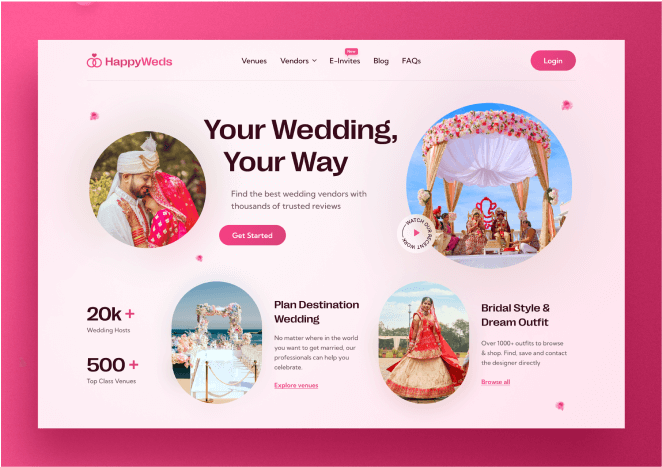 HappyWeds
Venues
Vendors
New
E-Invites
Blog
FAQs
Login
Your Wedding,
Your Way
Find the best wedding vendors with
thousands of trusted reviews
Get Started
WATCH OUR RECENT WORK
20k +
Wedding Hosts
500 +
Top Class Venues
Plan Destination
Wedding
No matter where in the world
you want to get married, our
professionals can help you
celebrate.
Explore venues
Bridal Style &
Dream Outfit
Over 1000+ outfits to browse
& shop. Find, save and contact
the designer directly
Browse all